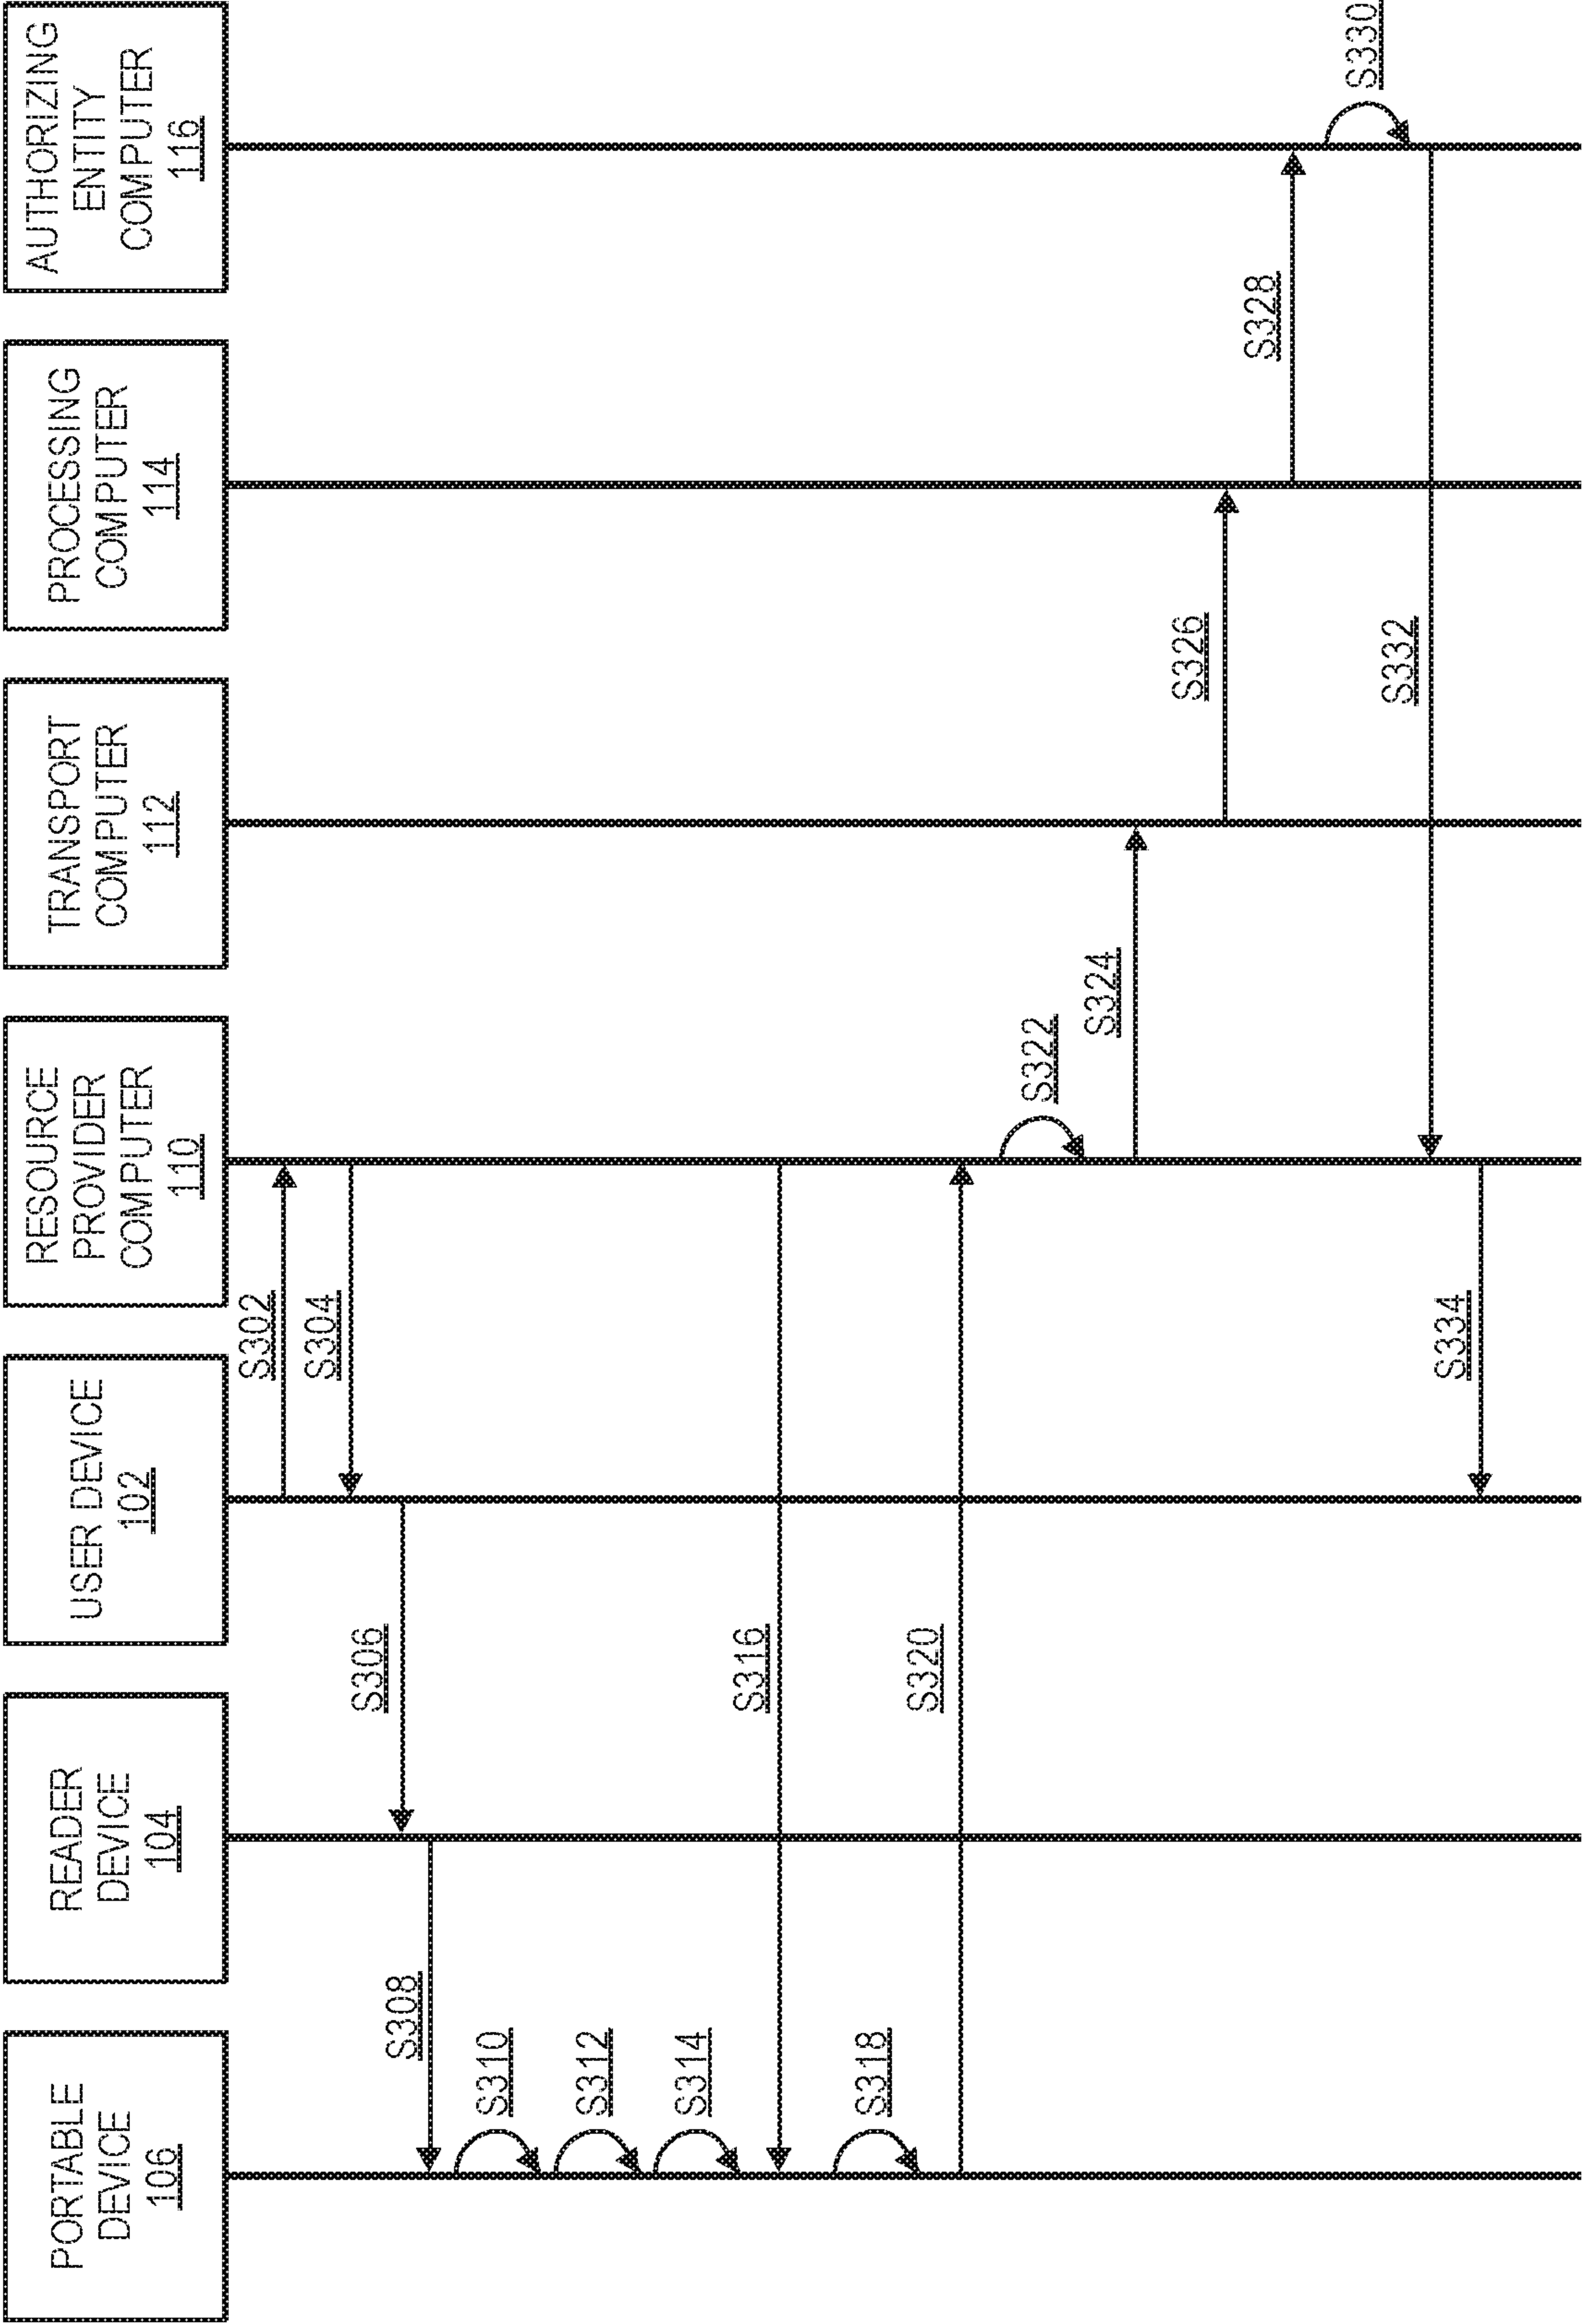 PORTABLE
DEVICE
106
READER
DEVICE
104
USER DEVICE
102
RESOURCE
PROVIDER
COMPUTER
110
TRANSPORT
COMPUTER
112
PROCESSING
COMPUTER
114
AUTHORIZING
ENTITY
COMPUTER
116
S302
S304
S306
S308
S310
S312
S314
S316
S318
S320
S322
S324
S326
S328
S330
S332
S334